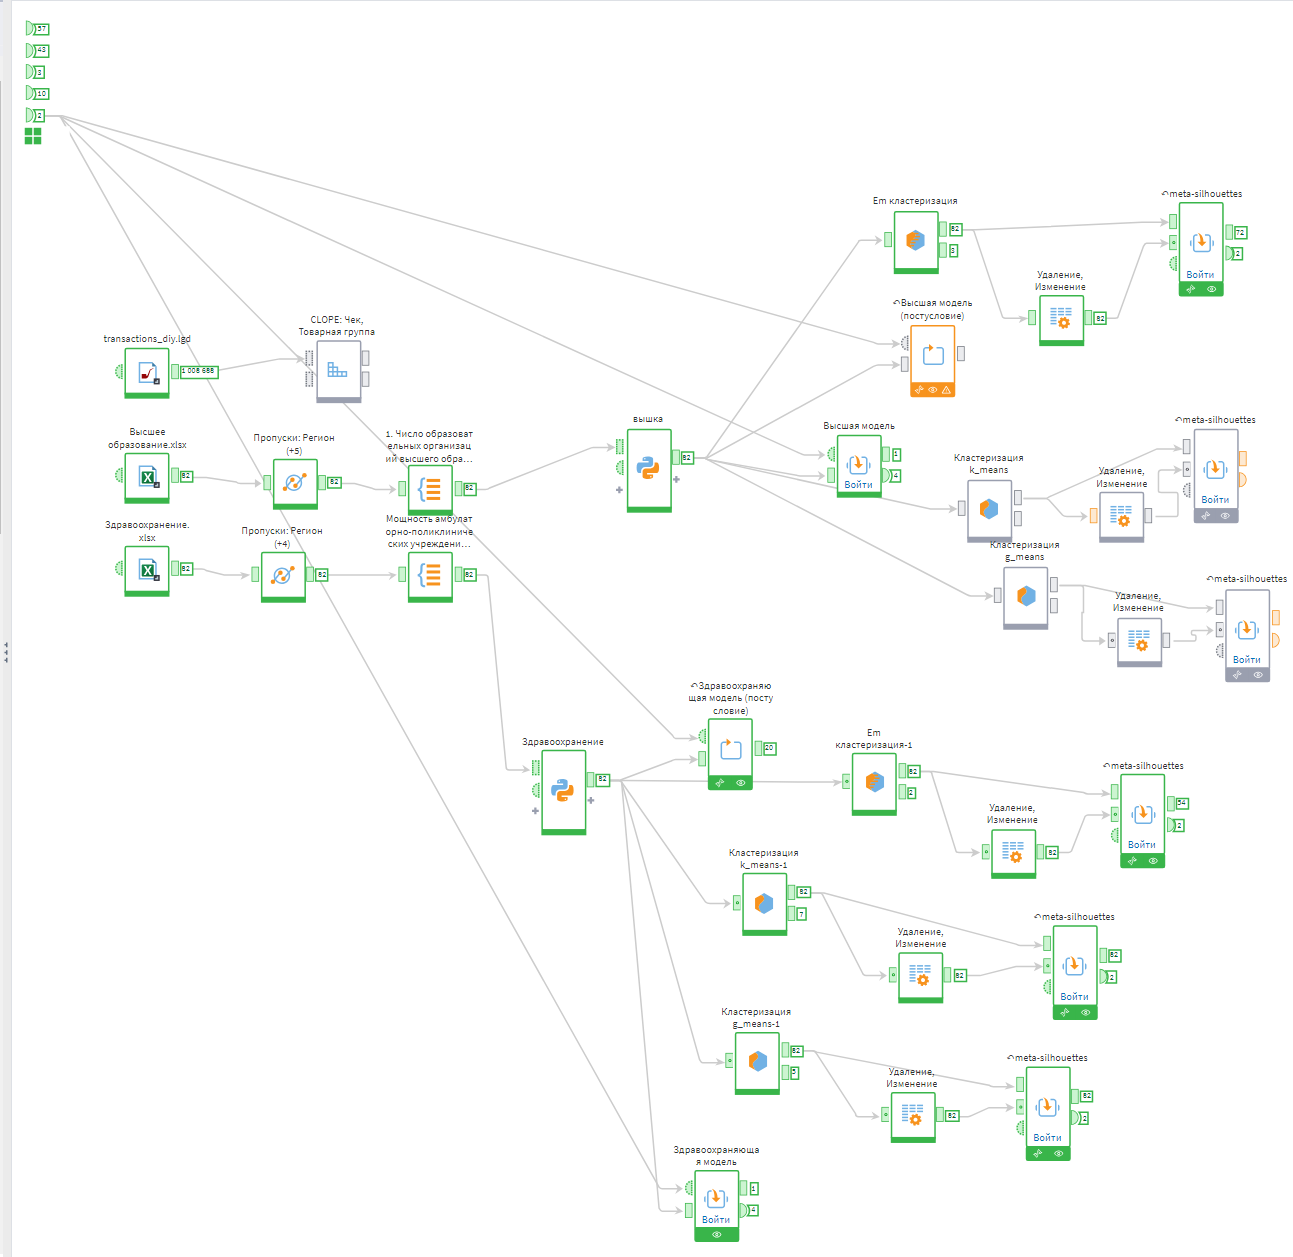 37
43
3
10
2
Em кластеризация
82
3
meta-silhouettes
72
2
Войти
Удаление,
Изменение
82
Высшая модель
(постусловие)
CLOPE: Чек,
Товарная группа
transactions_diy.lgd
1 008 688
Высшее
образование.xlsx
82
Пропуски: Регион
(+5)
82
1. Число образоват
ельных организац
ий высшего обра...
82
вышка
82
Высшая модель
1
4
Войти
Кластеризация
k_means
Удаление,
Изменение
meta-silhouettes
Войти
Здравоохранение.
xlsx
82
Пропуски: Регион
(+4)
82
Мощность амбулат
орно-поликлиниче
ских учреждени...
82
Кластеризация
g_means
Удаление,
Изменение
meta-silhouettes
Войти
Здравоохранение
82
Здравоохраняю
щая модель (посту
словие)
20
Em
кластеризация-1
82
2
Удаление,
Изменение
82
meta-silhouettes
54
2
Войти
Кластеризация
k_means-1
82
7
Удаление,
Изменение
82
meta-silhouettes
82
2
Войти
Кластеризация
g_means-1
82
5
Удаление,
Изменение
82
meta-silhouettes
82
2
Войти
Здравоохраняюща
я модель
1
4
Войти